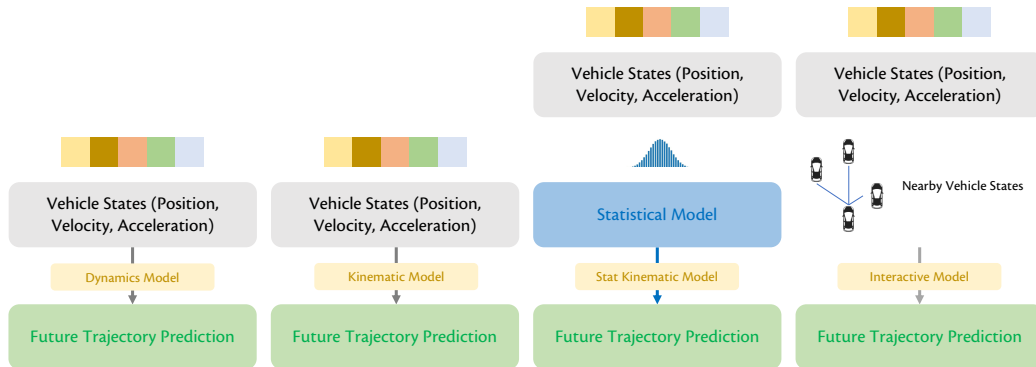 Vehicle States (Position,
Velocity, Acceleration)
Dynamics Model
Future Trajectory Prediction
Vehicle States (Position,
Velocity, Acceleration)
Kinematic Model
Future Trajectory Prediction
Vehicle States (Position,
Velocity, Acceleration)
Statistical Model
Stat Kinematic Model
Future Trajectory Prediction
Vehicle States (Position,
Velocity, Acceleration)
Nearby Vehicle States
Interactive Model
Future Trajectory Prediction